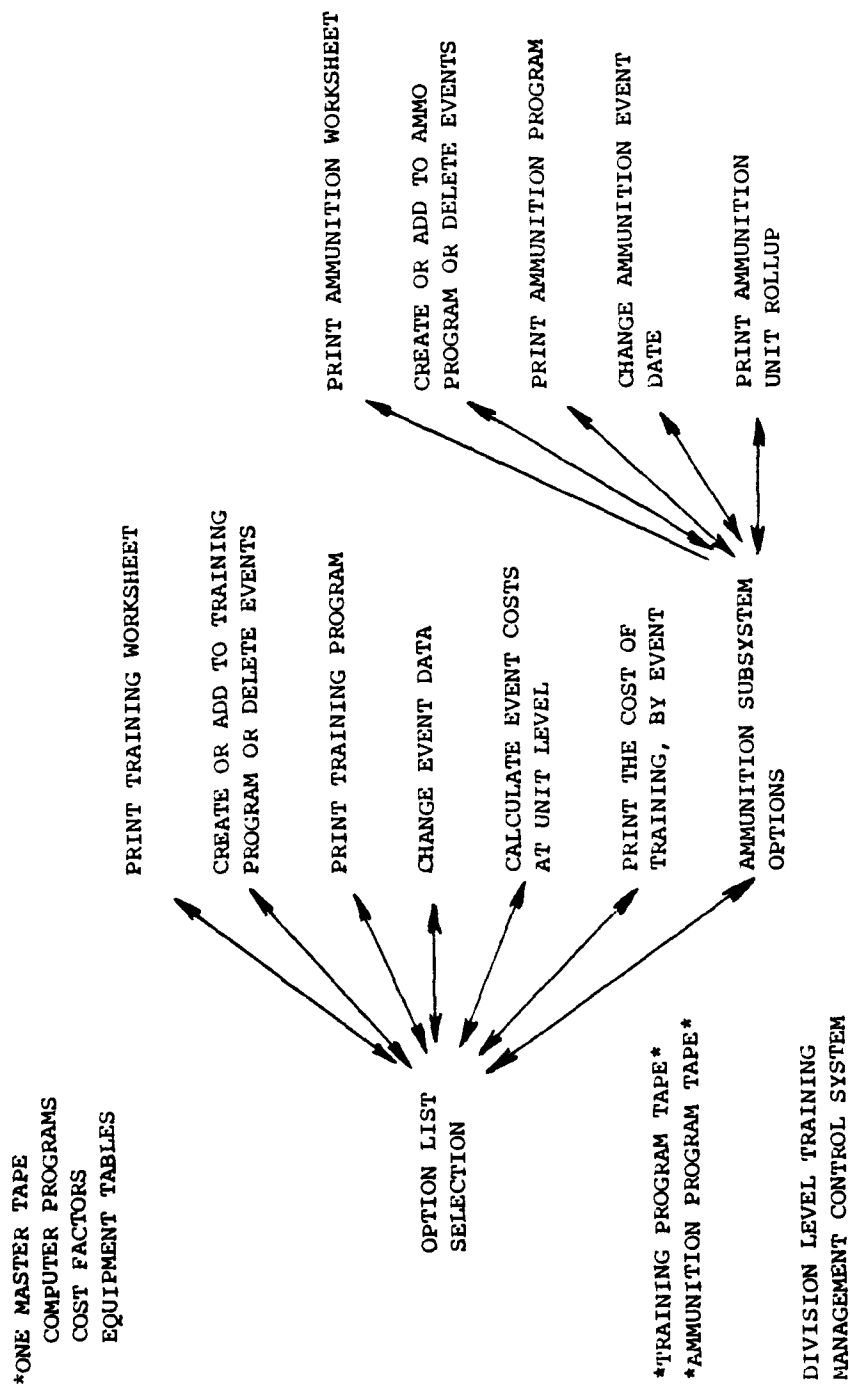 *ONE MASTER TAPE
COMPUTER PROGRAMS
COST FACTORS
EQUIPMENT TABLES
OPTION LIST
SELECTION
*TRAINING PROGRAM TAPE*
*AMMUNITION PROGRAM TAPE*
DIVISION LEVEL TRAINING
MANAGEMENT CONTROL SYSTEM
PRINT TRAINING WORKSHEET
CREATE OR ADD TO TRAINING
PROGRAM OR DELETE EVENTS
PRINT TRAINING PROGRAM
CHANGE EVENT DATA
CALCULATE EVENT COSTS
AT UNIT LEVEL
PRINT THE COST OF
TRAINING, BY EVENT
AMMUNITION SUBSYSTEM
OPTIONS
PRINT AMMUNITION WORKSHEET
CREATE OR ADD TO AMMO
PROGRAM OR DELETE EVENTS
PRINT AMMUNITION PROGRAM
CHANGE AMMUNITION EVENT
DATE
PRINT AMMUNITION
UNIT ROLLUP